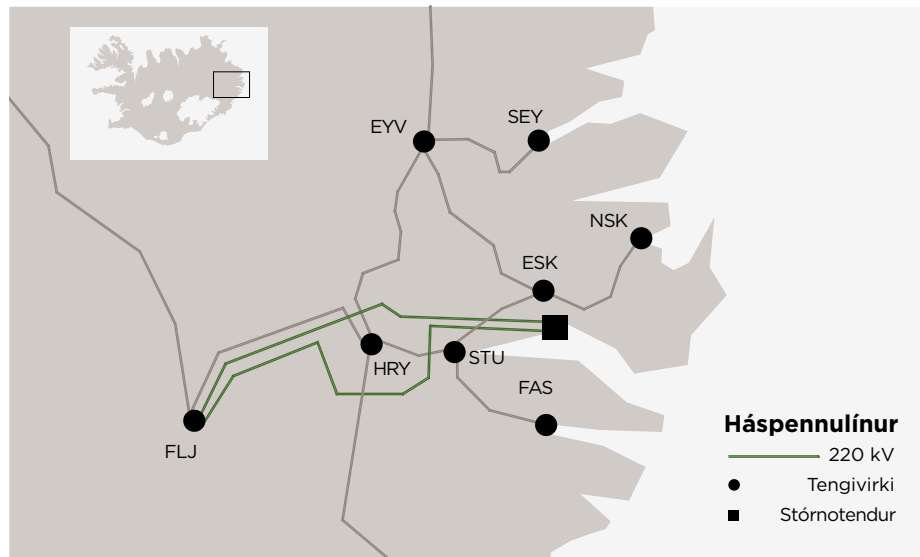 EYV
SEY
NSK
ESK
HRY
STU
FAS
FLJ
Háspennulínur
220 kV
Tengivirki
Stórnotendur